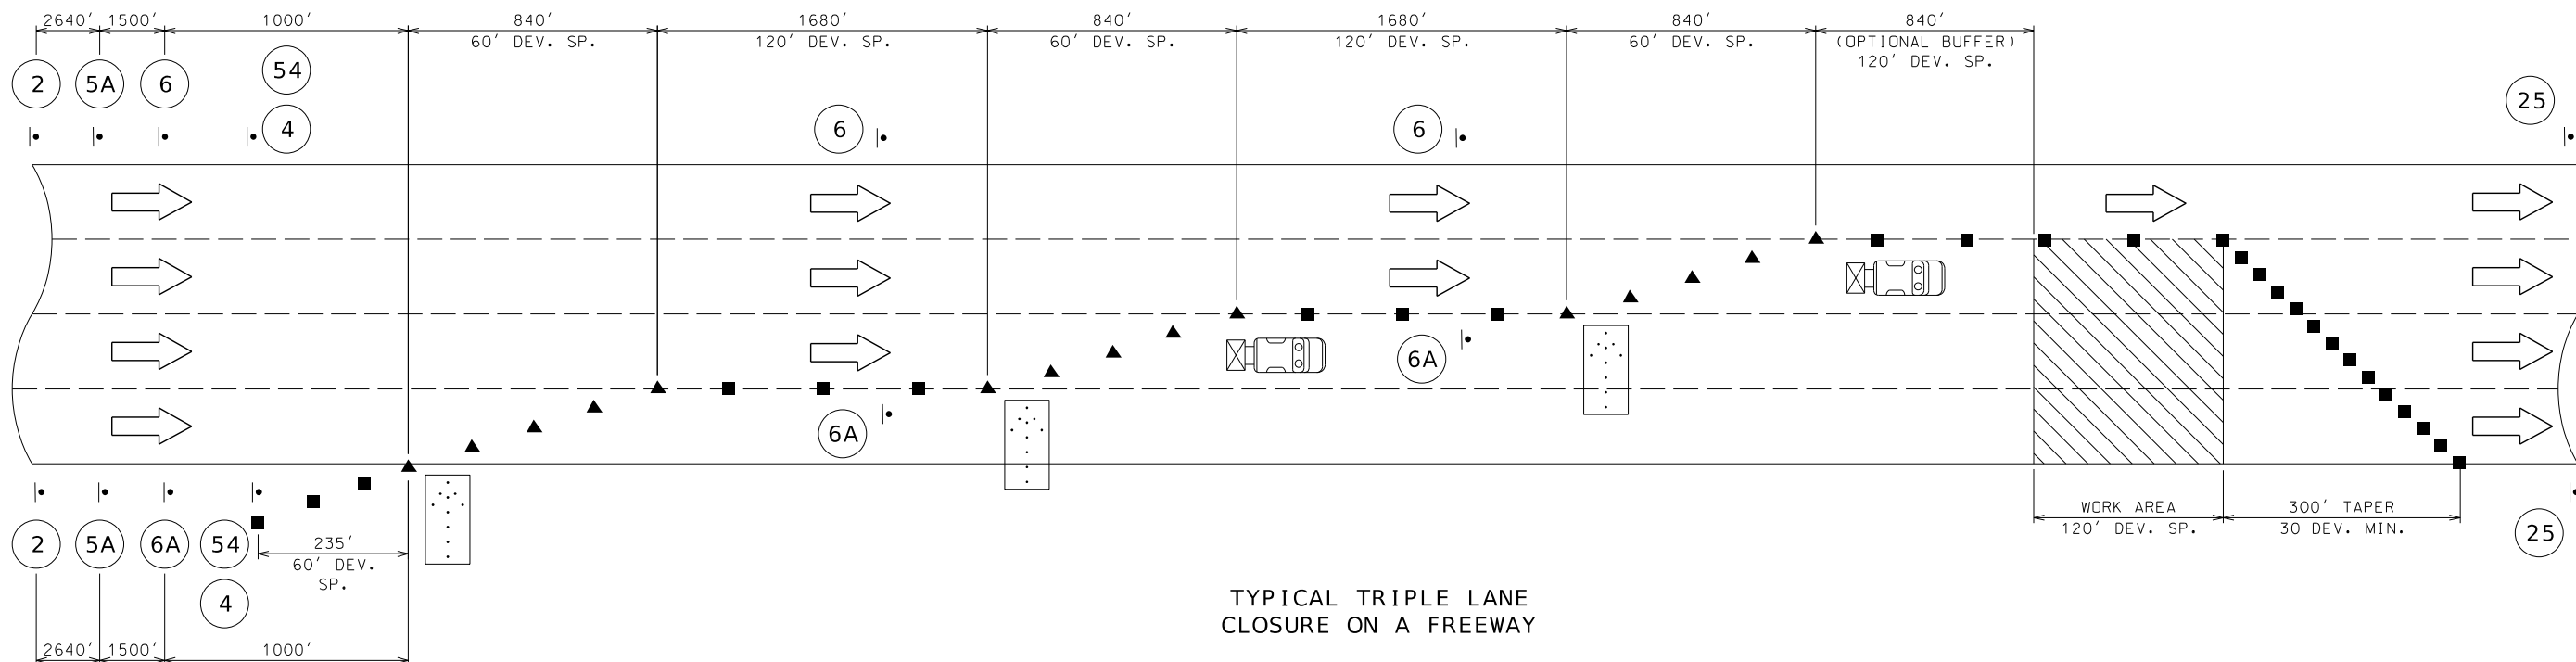 2640' 1500' 1000' 840' 1680' 840' 1680' 840' 840'
60' DEV. SP. 120' DEV. SP. 60' DEV. SP. 120' DEV. SP. 60' DEV. SP. (OPTIONAL BUFFER)
120' DEV. SP.
54
2 5A 6
25
4 6 6
6A
6A
WORK AREA 300' TAPER
120' DEV. SP. 30 DEV. MIN.
2 5A 6A 54 235'
25
60' DEV.
SP.
4
TYPICAL TRIPLE LANE
CLOSURE ON A FREEWAY
2640' 1500' 1000'